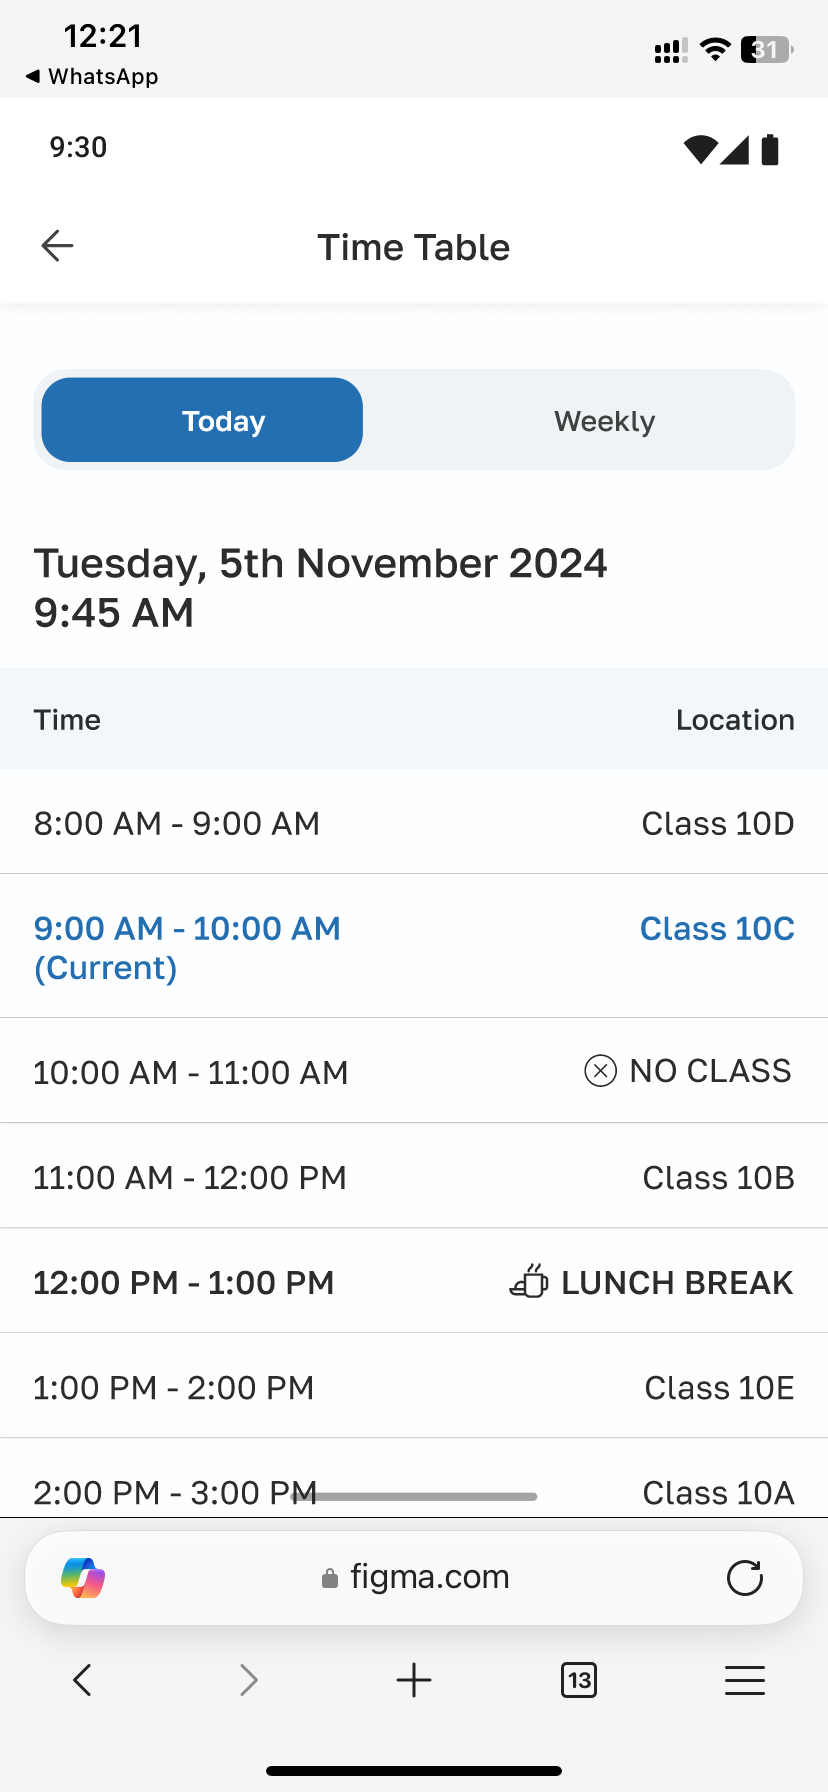 12:21
31
◀ WhatsApp
9:30
Time Table
Today Weekly
Tuesday, 5th November 2024
9:45 AM
Time Location
8:00 AM - 9:00 AM Class 10D
9:00 AM - 10:00 AM Class 10C
(Current)
10:00 AM - 11:00 AM NO CLASS
11:00 AM - 12:00 PM Class 10B
12:00 PM - 1:00 PM LUNCH BREAK
1:00 PM - 2:00 PM Class 10E
2:00 PM - 3:00 PM Class 10A
figma.com
13